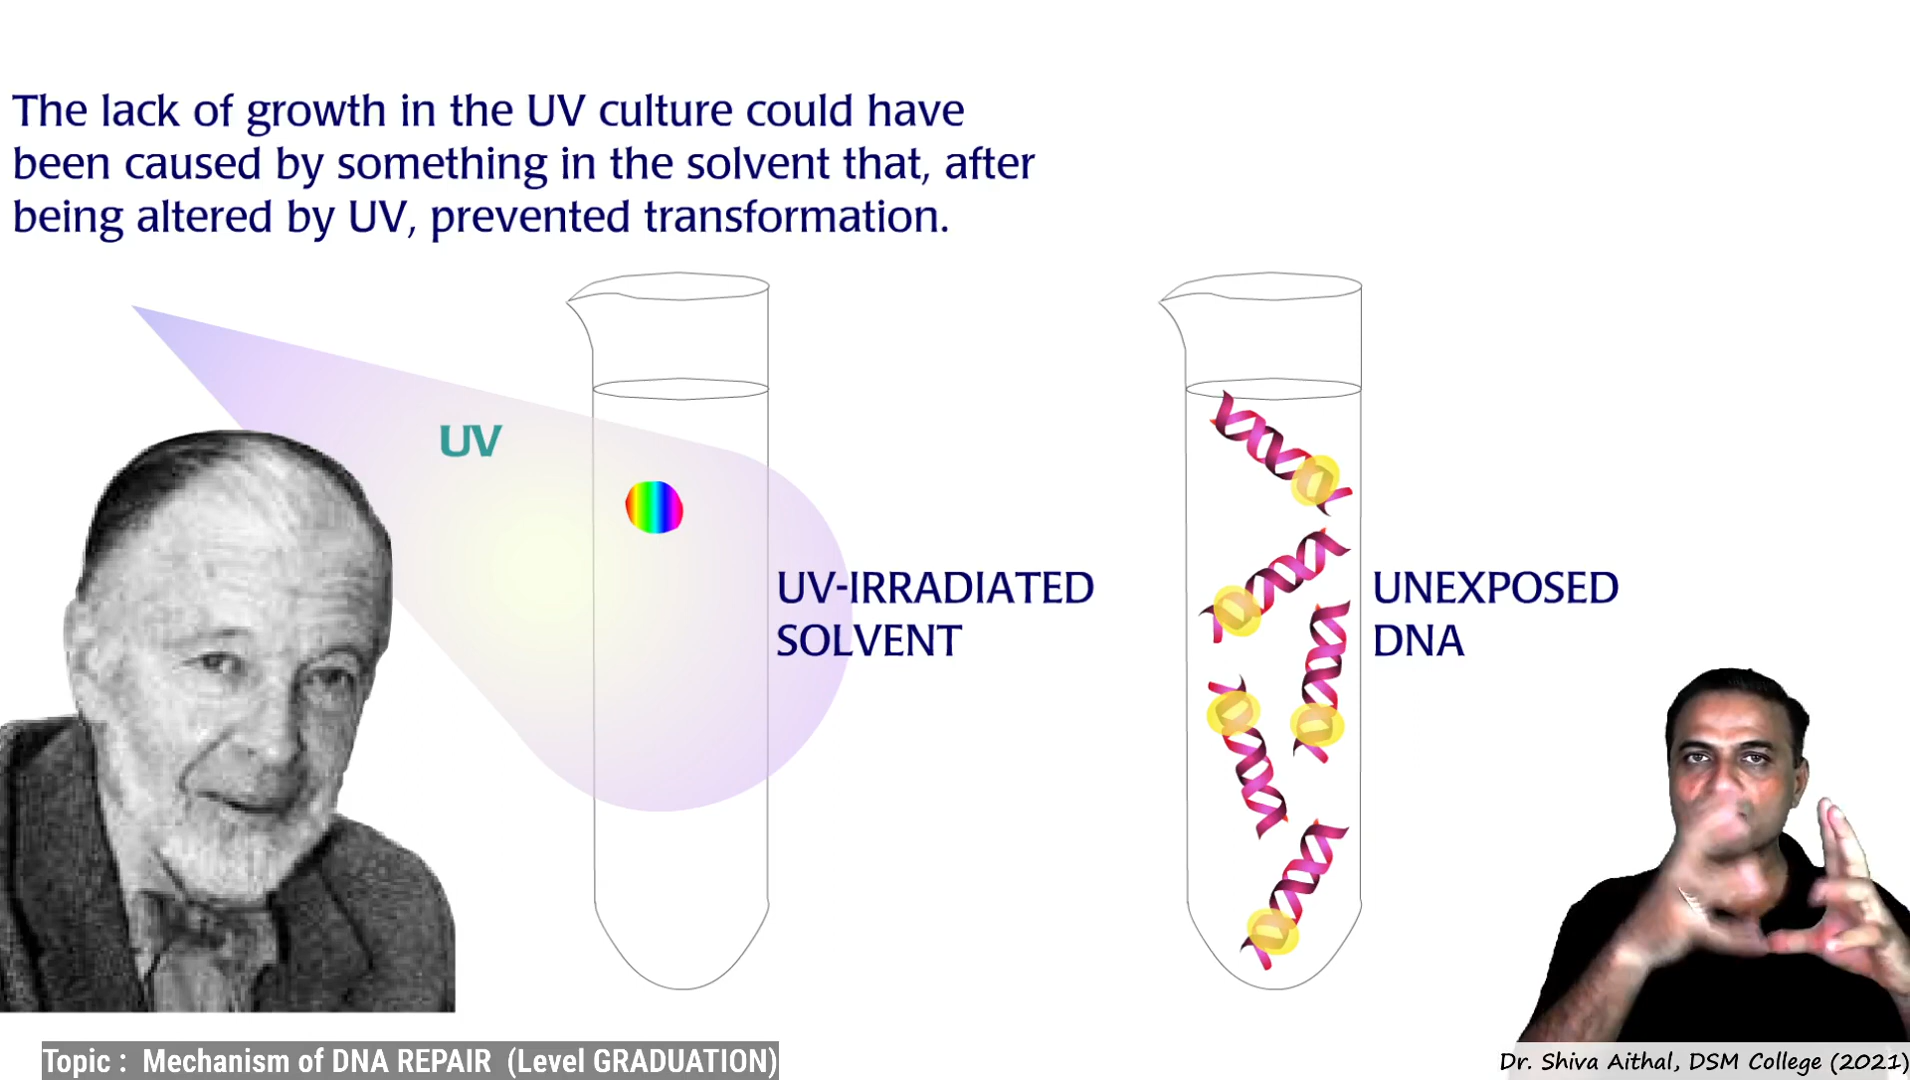 The lack of growth in the UV culture could have
been caused by something in the solvent that, after
being altered by UV, prevented transformation.
UV
UV-IRRADIATED
SOLVENT
UNEXPOSED
DNA
Topic : Mechanism of DNA REPAIR (Level GRADUATION)
Dr. Shiva Aithal, DSM College (2021)